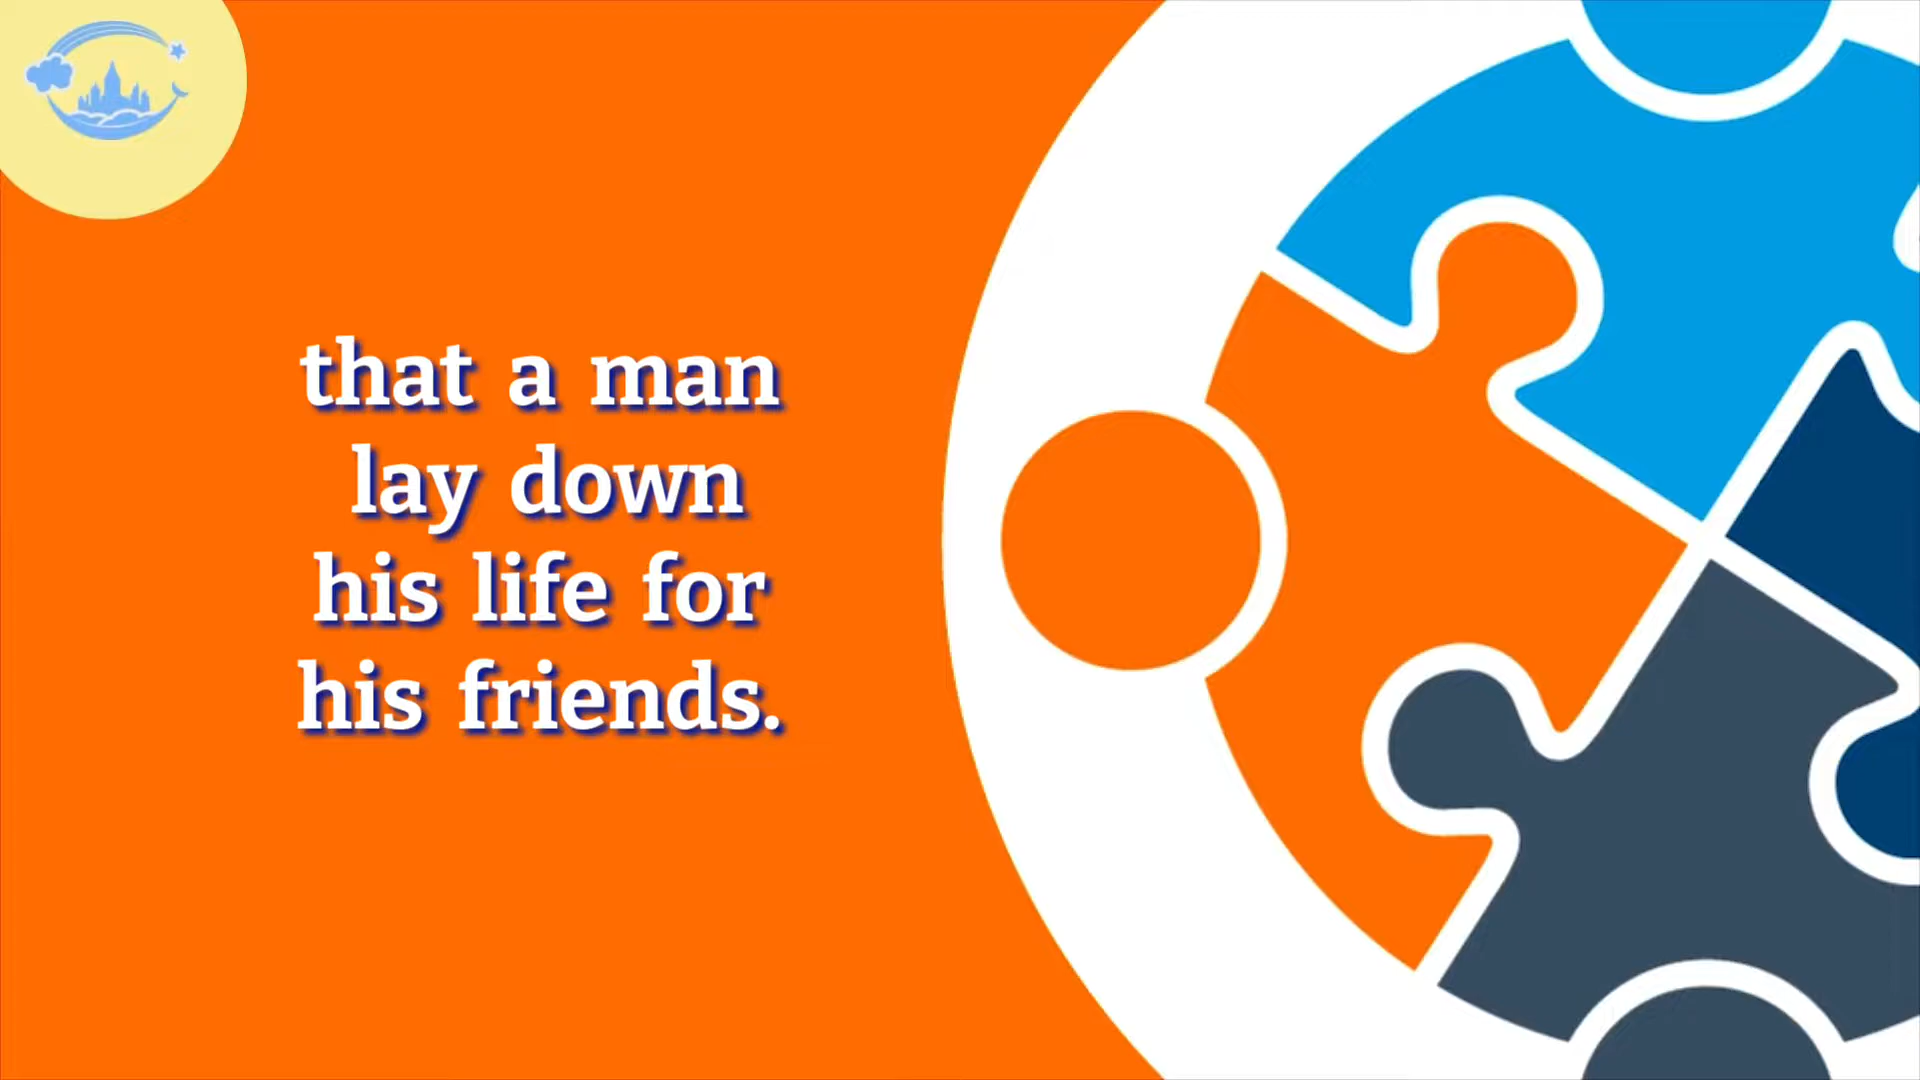 that a man
lay down
his life for
his friends.